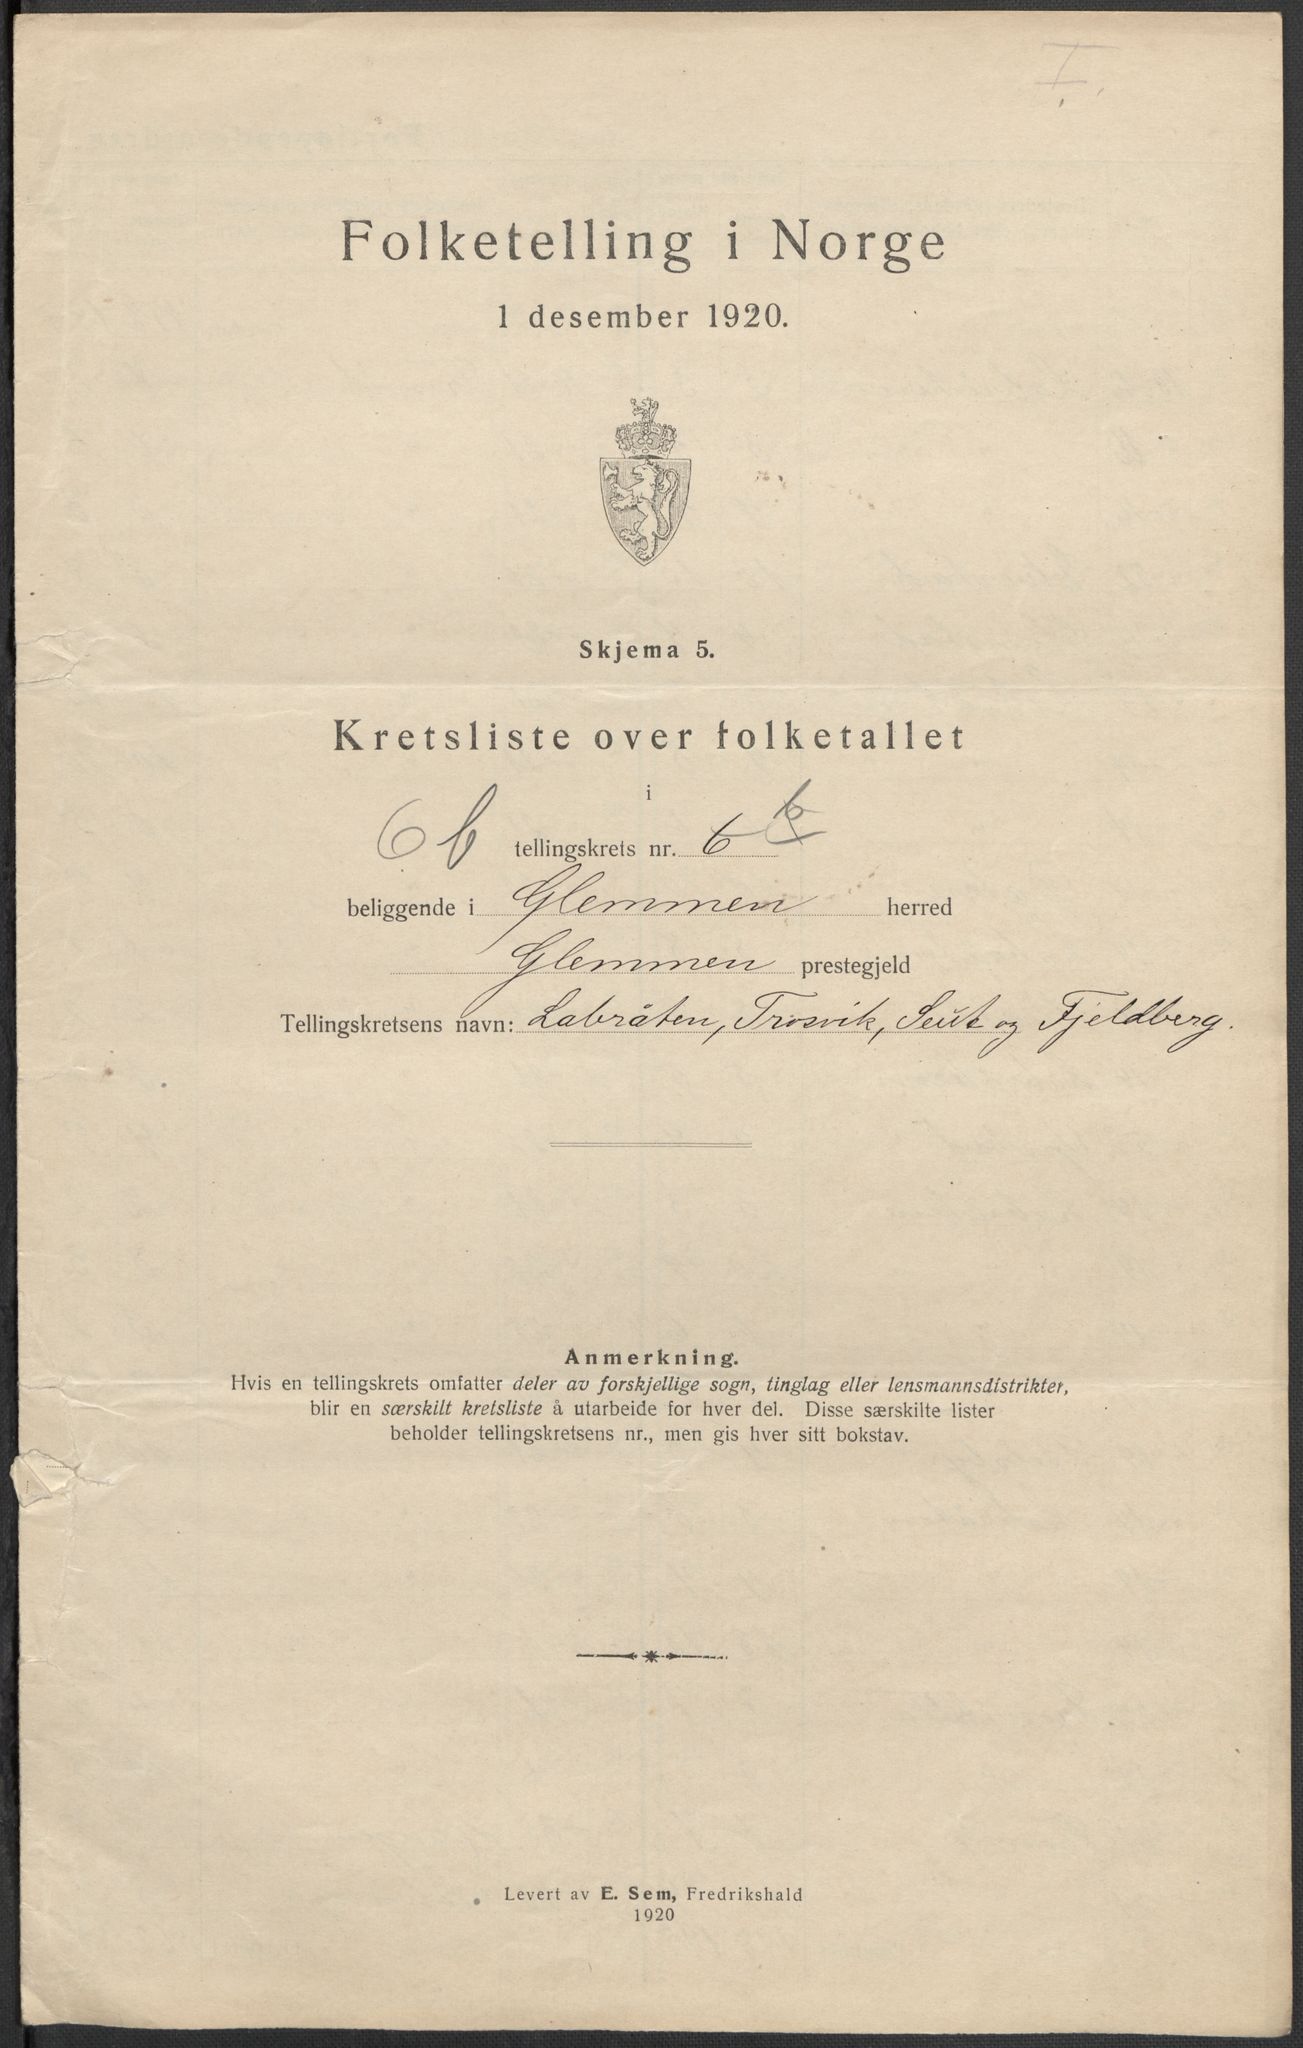 I.
Folketelling i Norge
1 desember 1920.
Skjema 5.
Kretsliste over folketallet
i
6 b tellingskrets nr. 6 b
beliggende i Glemmen herred
Glemmen prestegjeld
Tellingskretsens navn: Labråten, Trosvik, Seut og Fjeldberg.
Anmerkning.
Hvis en tellingskrets omfatter deler av forskjellige sogn, tinglag eller lensmannsdistrikter,
blir en særskilt kretsliste å utarbeide for hver del. Disse særskilte lister
beholder tellingskretsens nr., men gis hver sitt bokstav.
Levert av E. Sem, Fredrikshald
1920